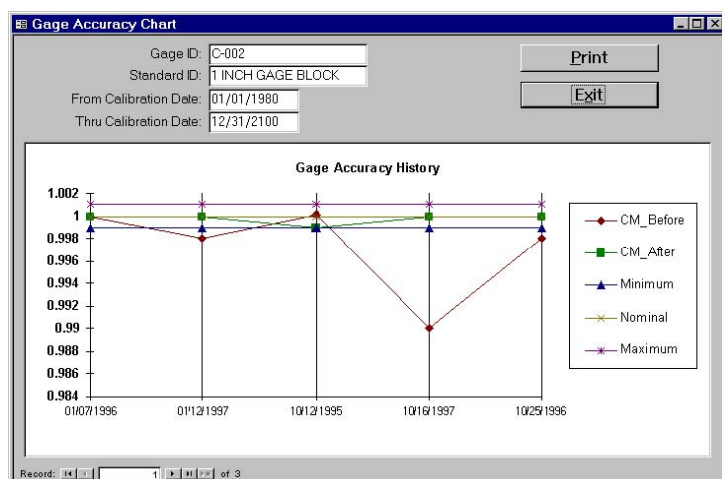 Gage Accuracy Chart
Gage ID: C-002
Standard ID: 1 INCH GAGE BLOCK
From Calibration Date: 01/01/1980
Thru Calibration Date: 12/31/2100
Print
Exit
Gage Accuracy History
1.002
1
0.998
0.996
0.994
0.992
0.99
0.988
0.986
0.984
01/07/1996 01/12/1997 10/12/1995 10/16/1997 10/25/1996
CM_Before
CM_After
Minimum
Nominal
Maximum
Record: 1 of 3